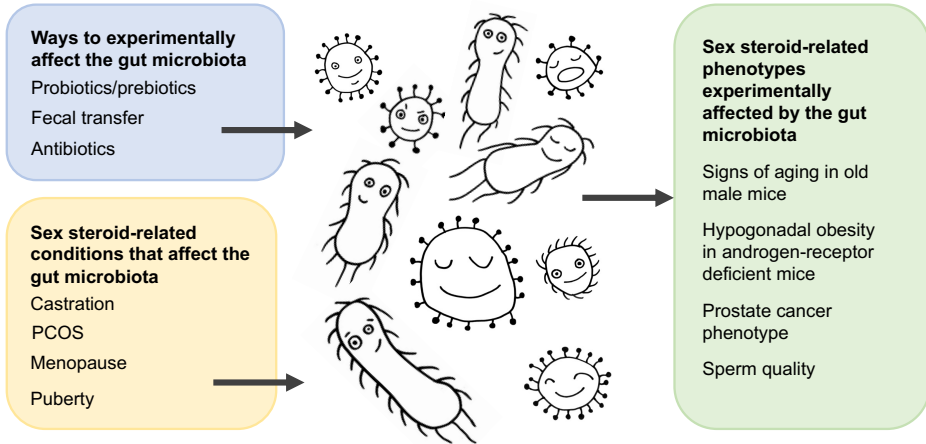 Ways to experimentally
affect the gut microbiota
Probiotics/prebiotics
Fecal transfer
Antibiotics
Sex steroid-related
conditions that affect the
gut microbiota
Castration
PCOS
Menopause
Puberty
Sex steroid-related
phenotypes
experimentally
affected by the gut
microbiota
Signs of aging in old
male mice
Hypogonadal obesity
in androgen-receptor
deficient mice
Prostate cancer
phenotype
Sperm quality